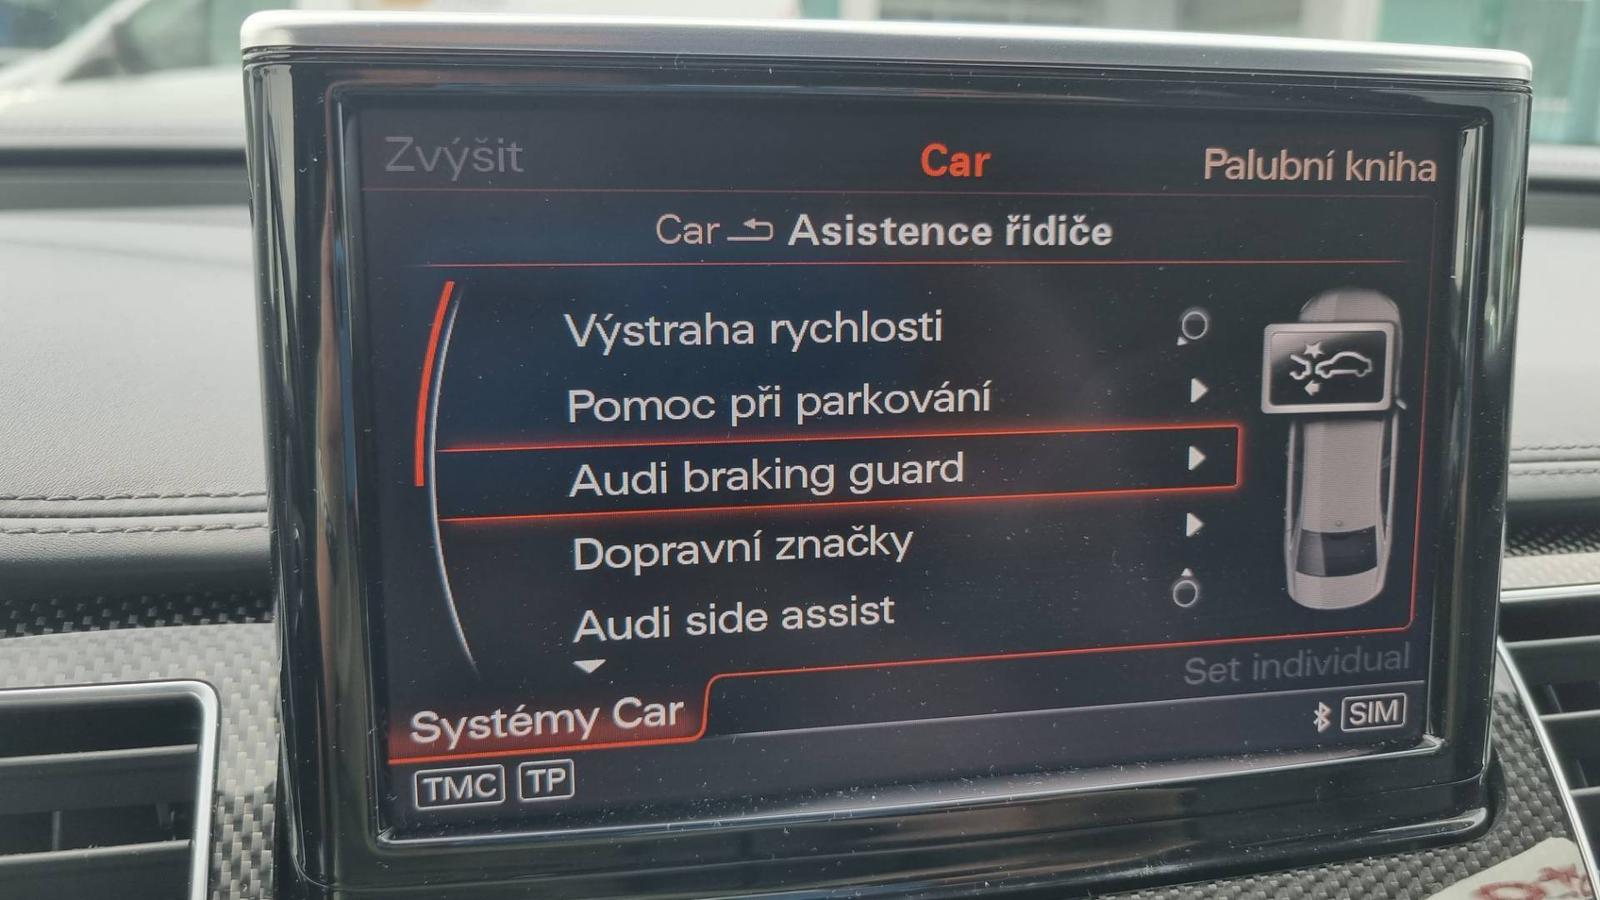 Zvýšit
Car
Palubní kniha
Car Asistence řidiče
Výstraha rychlosti
Pomoc při parkování
Audi braking guard
Dopravní značky
Audi side assist
Set individual
Systémy Car
SIM
TMC TP